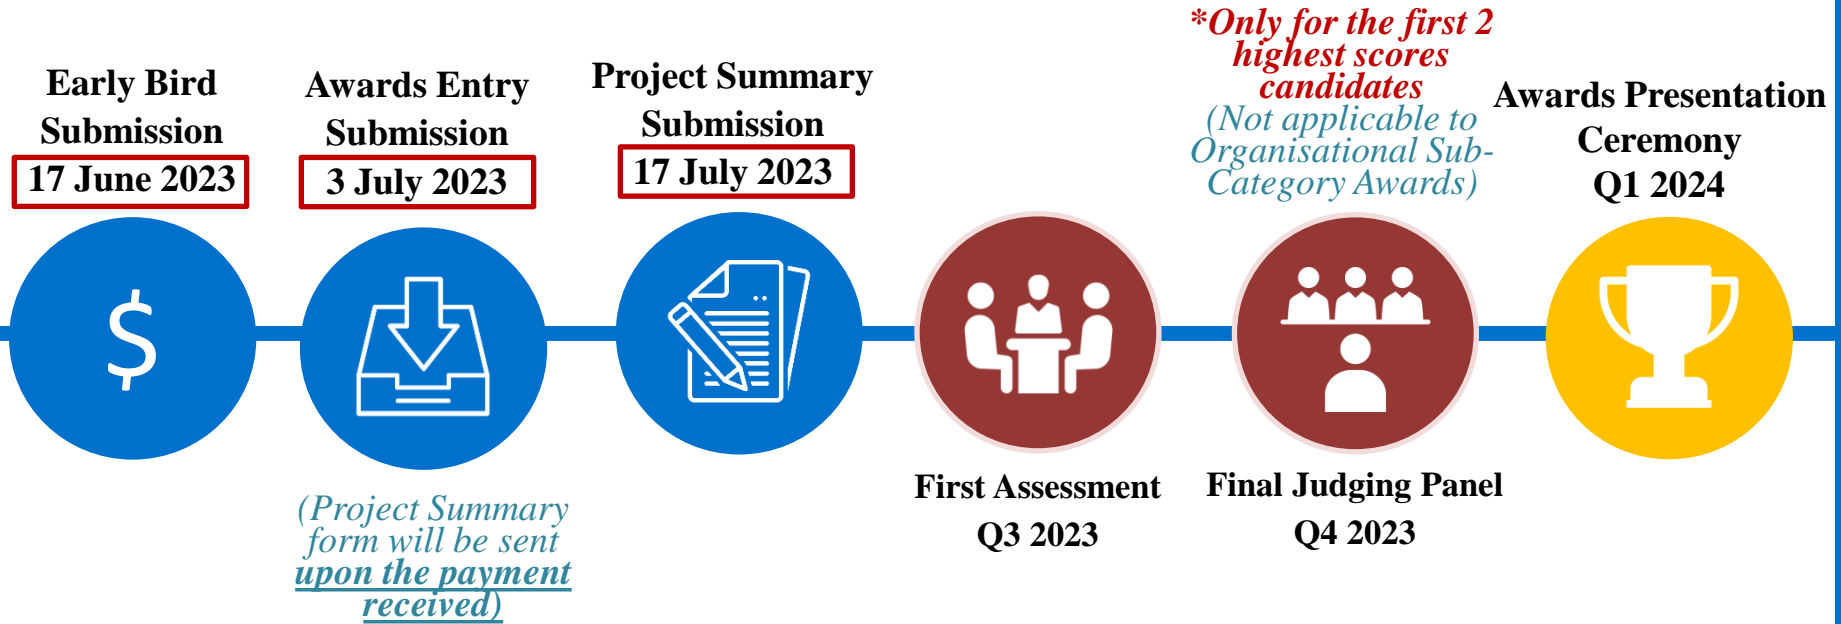 Early Bird
Submission
17 June 2023
Awards Entry
Submission
3 July 2023
(Project Summary
form will be sent
upon the payment
received)
Project Summary
Submission
17 July 2023
First Assessment
Q3 2023
*Only for the first 2
highest scores
candidates
(Not applicable to
Organisational Sub-
Category Awards)
Final Judging Panel
Q4 2023
Awards Presentation
Ceremony
Q1 2024
$